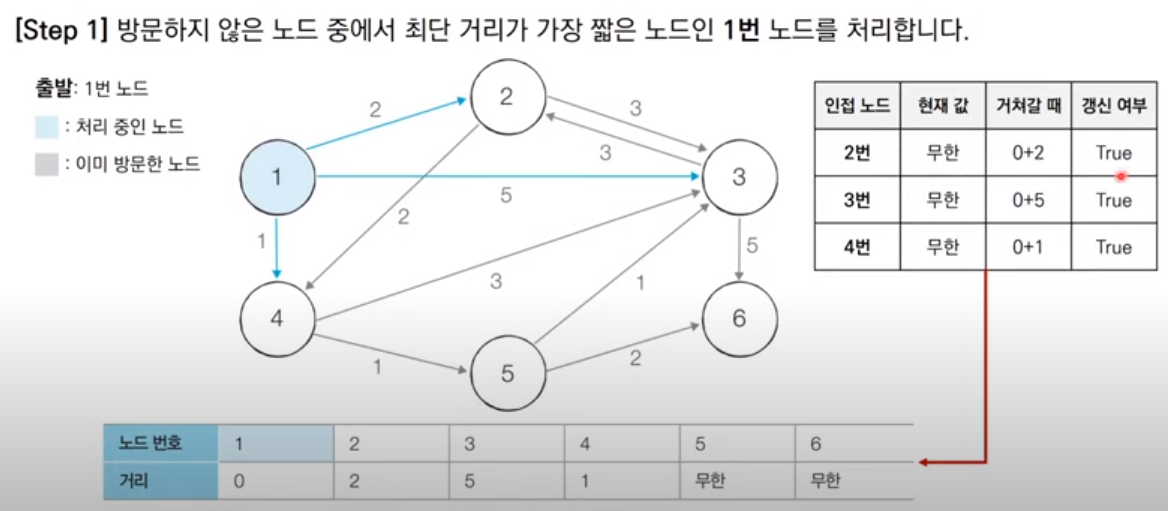 [Step 1] 방문하지 않은 노드 중에서 최단 거리가 가장 짧은 노드인 1번 노드를 처리합니다.
출발: 1번 노드
: 처리 중인 노드
: 이미 방문한 노드
1
2
3
4
5
6
2
3
3
5
1
2
3
1
5
1
2
인접 노드 현재 값 거쳐갈 때 갱신 여부
2번 무한 0+2 True
3번 무한 0+5 True
4번 무한 0+1 True
노드 번호 1 2 3 4 5 6
거리 0 2 5 1 무한 무한